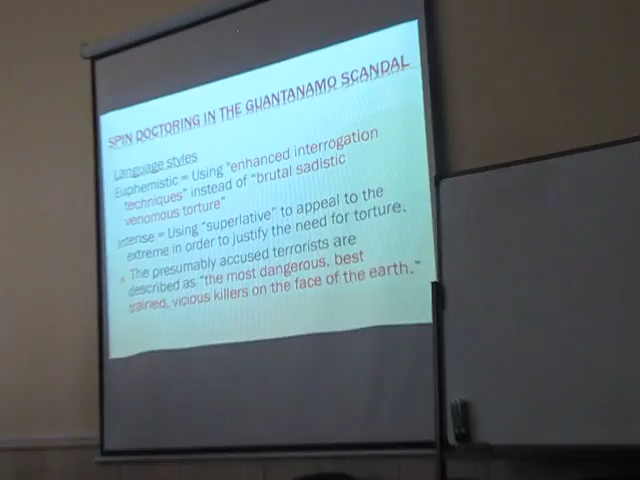 SPIN DOCTORING IN THE GUANTANAMO SCANDAL
Language styles
Euphemistic = Using "enhanced interrogation
techniques" instead of "brutal sadistic
venomous torture"
Intense = Using "superlative" to appeal to the
extreme in order to justify the need for torture.
The presumably accused terrorists are
described as "the most dangerous, best
trained, vicious killers on the face of the earth."